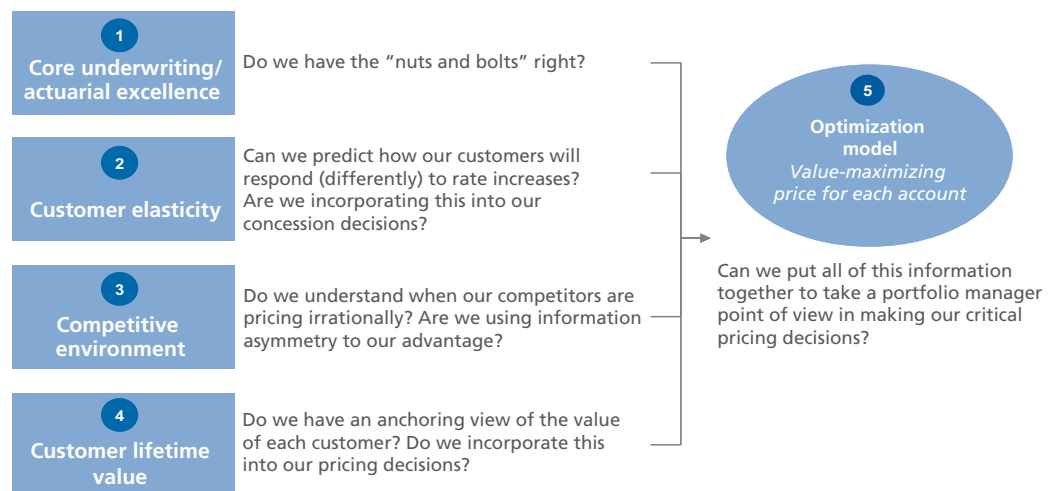 1
Core underwriting/
actuarial excellence
Do we have the “nuts and bolts” right?
2
Customer elasticity
Can we predict how our customers will
respond (differently) to rate increases?
Are we incorporating this into our
concession decisions?
3
Competitive
environment
Do we understand when our competitors are
pricing irrationally? Are we using information
asymmetry to our advantage?
4
Customer lifetime
value
Do we have an anchoring view of the value
of each customer? Do we incorporate this
into our pricing decisions?
5
Optimization
model
Value-maximizing
price for each account
Can we put all of this information
together to take a portfolio manager
point of view in making our critical
pricing decisions?